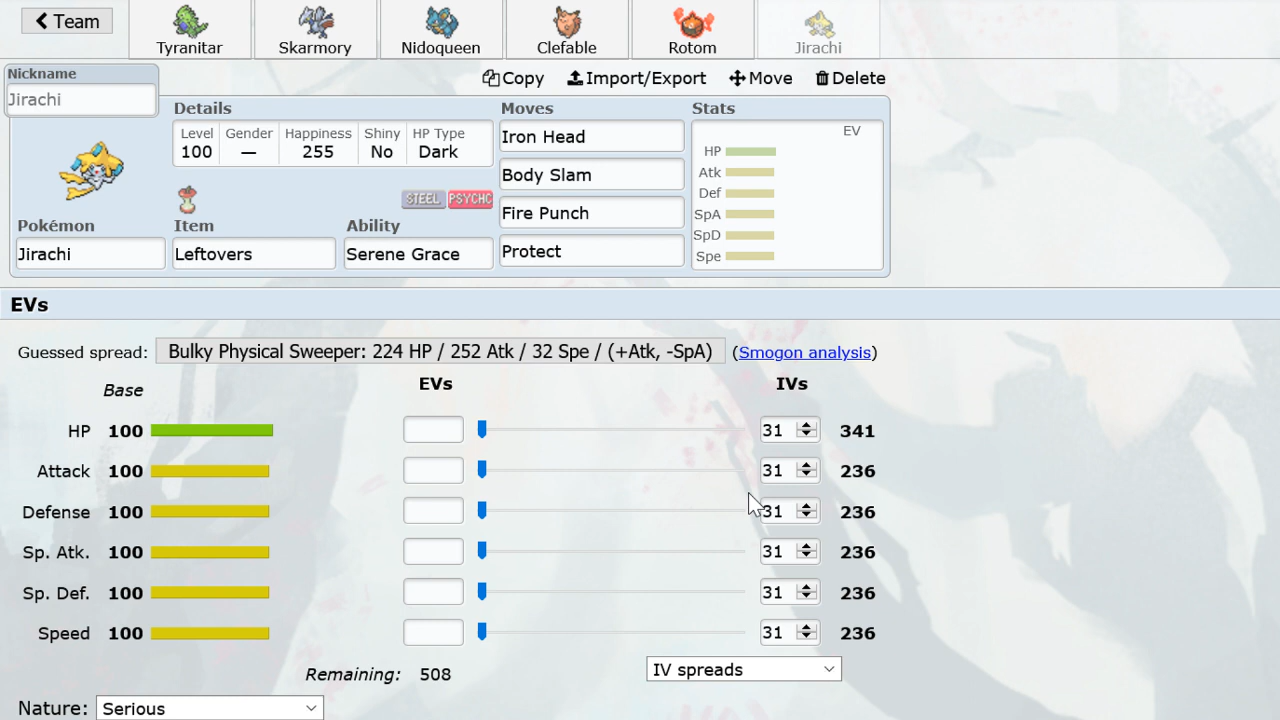 Team
Tyranitar Skarmory Nidoqueen Clefable Rotom Jirachi
Nickname
Jirachi
Copy Import/Export Move Delete
Details
Level Gender Happiness Shiny HP Type
100 — 255 No Dark
STEEL PSYCHC
Pokémon Item Ability
Jirachi Leftovers Serene Grace
Moves
Iron Head
Body Slam
Fire Punch
Protect
Stats
EV
HP
Atk
Def
SpA
SpD
Spe
EVs
Guessed spread: Bulky Physical Sweeper: 224 HP / 252 Atk / 32 Spe / (+Atk, -SpA) (Smogon analysis)
Base EVs IVs
HP 100 31 341
Attack 100 31 236
Defense 100 31 236
Sp. Atk. 100 31 236
Sp. Def. 100 31 236
Speed 100 31 236
Remaining: 508 IV spreads
Nature: Serious